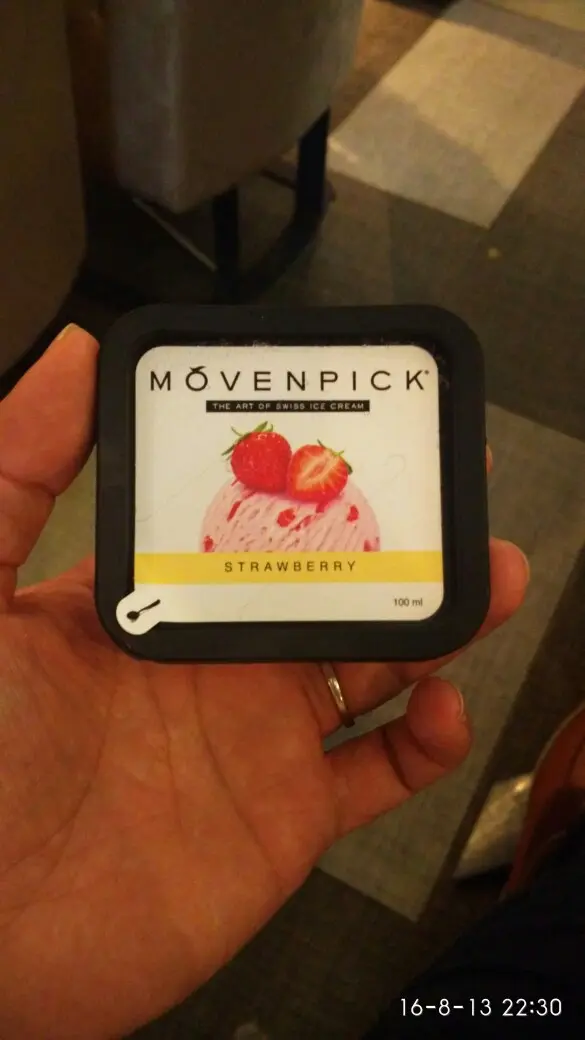 MÖVENPICK®
THE ART OF SWISS ICE CREAM
STRAWBERRY
100 ml
16-8-13 22:30